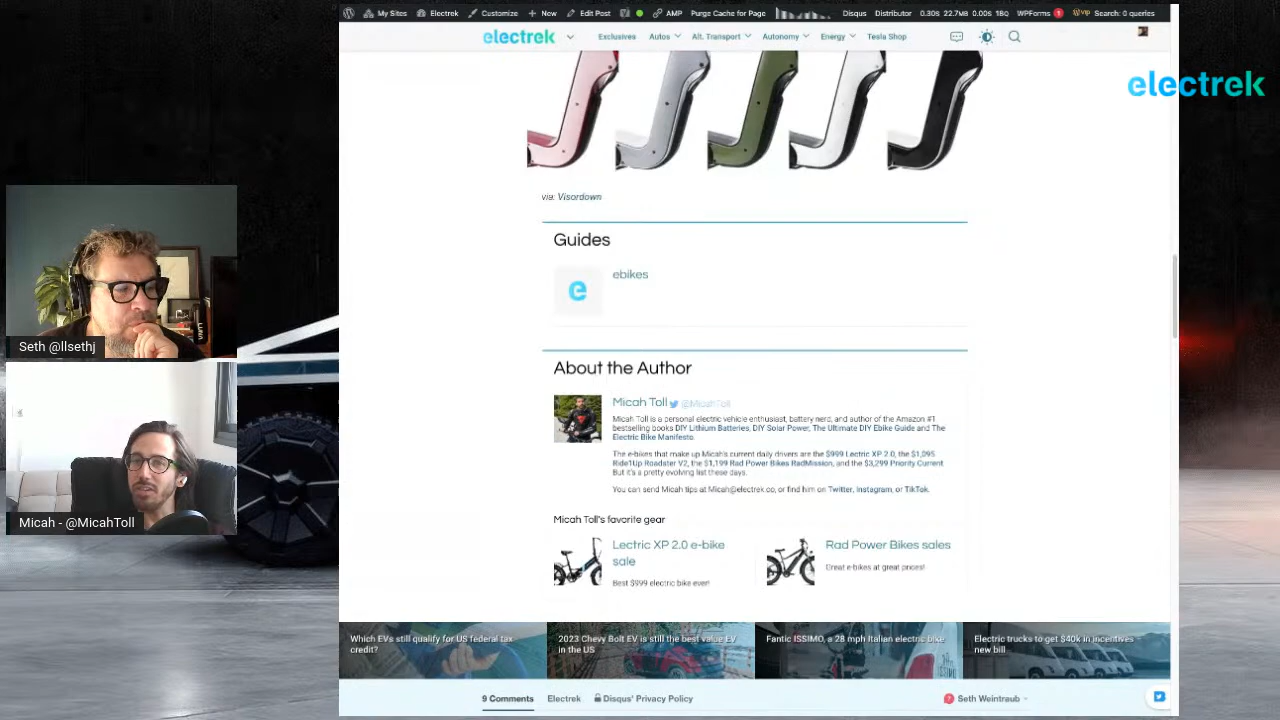 My Sites Electrek Customize + New Edit Post AMP Purge Cache for Page Disqus Distributor 0.30S 22.7MB 0.00S 18Q WPForms 1 vip Search: 0 queries
electrek Exclusives Autos Alt. Transport Autonomy Energy Tesla Shop
electrek
via: Visordown
Guides
e ebikes
About the Author
Micah Toll @MicahToll
Micah Toll is a personal electric vehicle enthusiast, battery nerd, and author of the Amazon #1
bestselling books DIY Lithium Batteries, DIY Solar Power, The Ultimate DIY Ebike Guide and The
Electric Bike Manifesto.
The e-bikes that make up Micah's current daily drivers are the $999 Lectric XP 2.0, the $1,095
Ride1Up Roadster V2, the $1,199 Rad Power Bikes RadMission, and the $3,299 Priority Current.
But it's a pretty evolving list these days.
You can send Micah tips at Micah@electrek.co, or find him on Twitter, Instagram, or TikTok.
Micah Toll's favorite gear
Lectric XP 2.0 e-bike
sale
Best $999 electric bike ever!
Rad Power Bikes sales
Great e-bikes at great prices!
Which EVs still qualify for US federal tax
credit?
2023 Chevy Bolt EV is still the best value EV
in the US
Fantic ISSIMO, a 28 mph Italian electric bike
Electric trucks to get $40k in incentives –
new bill
9 Comments Electrek Disqus' Privacy Policy Seth Weintraub
Seth @llsethj
Micah - @MicahToll